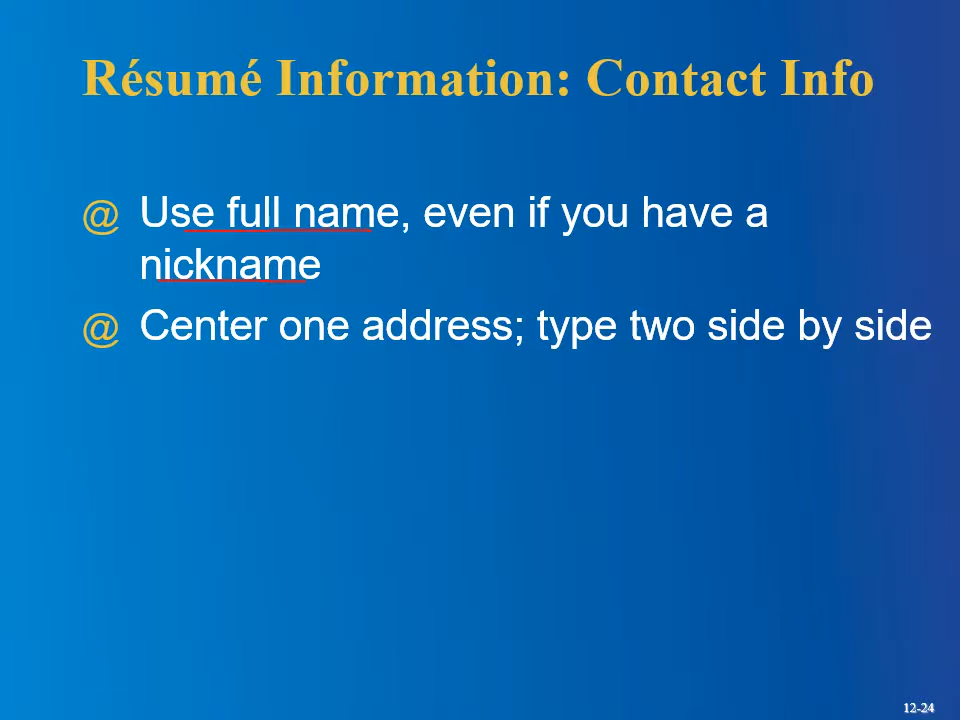 Résumé Information: Contact Info
@ Use full name, even if you have a
nickname
@ Center one address; type two side by side
12-24